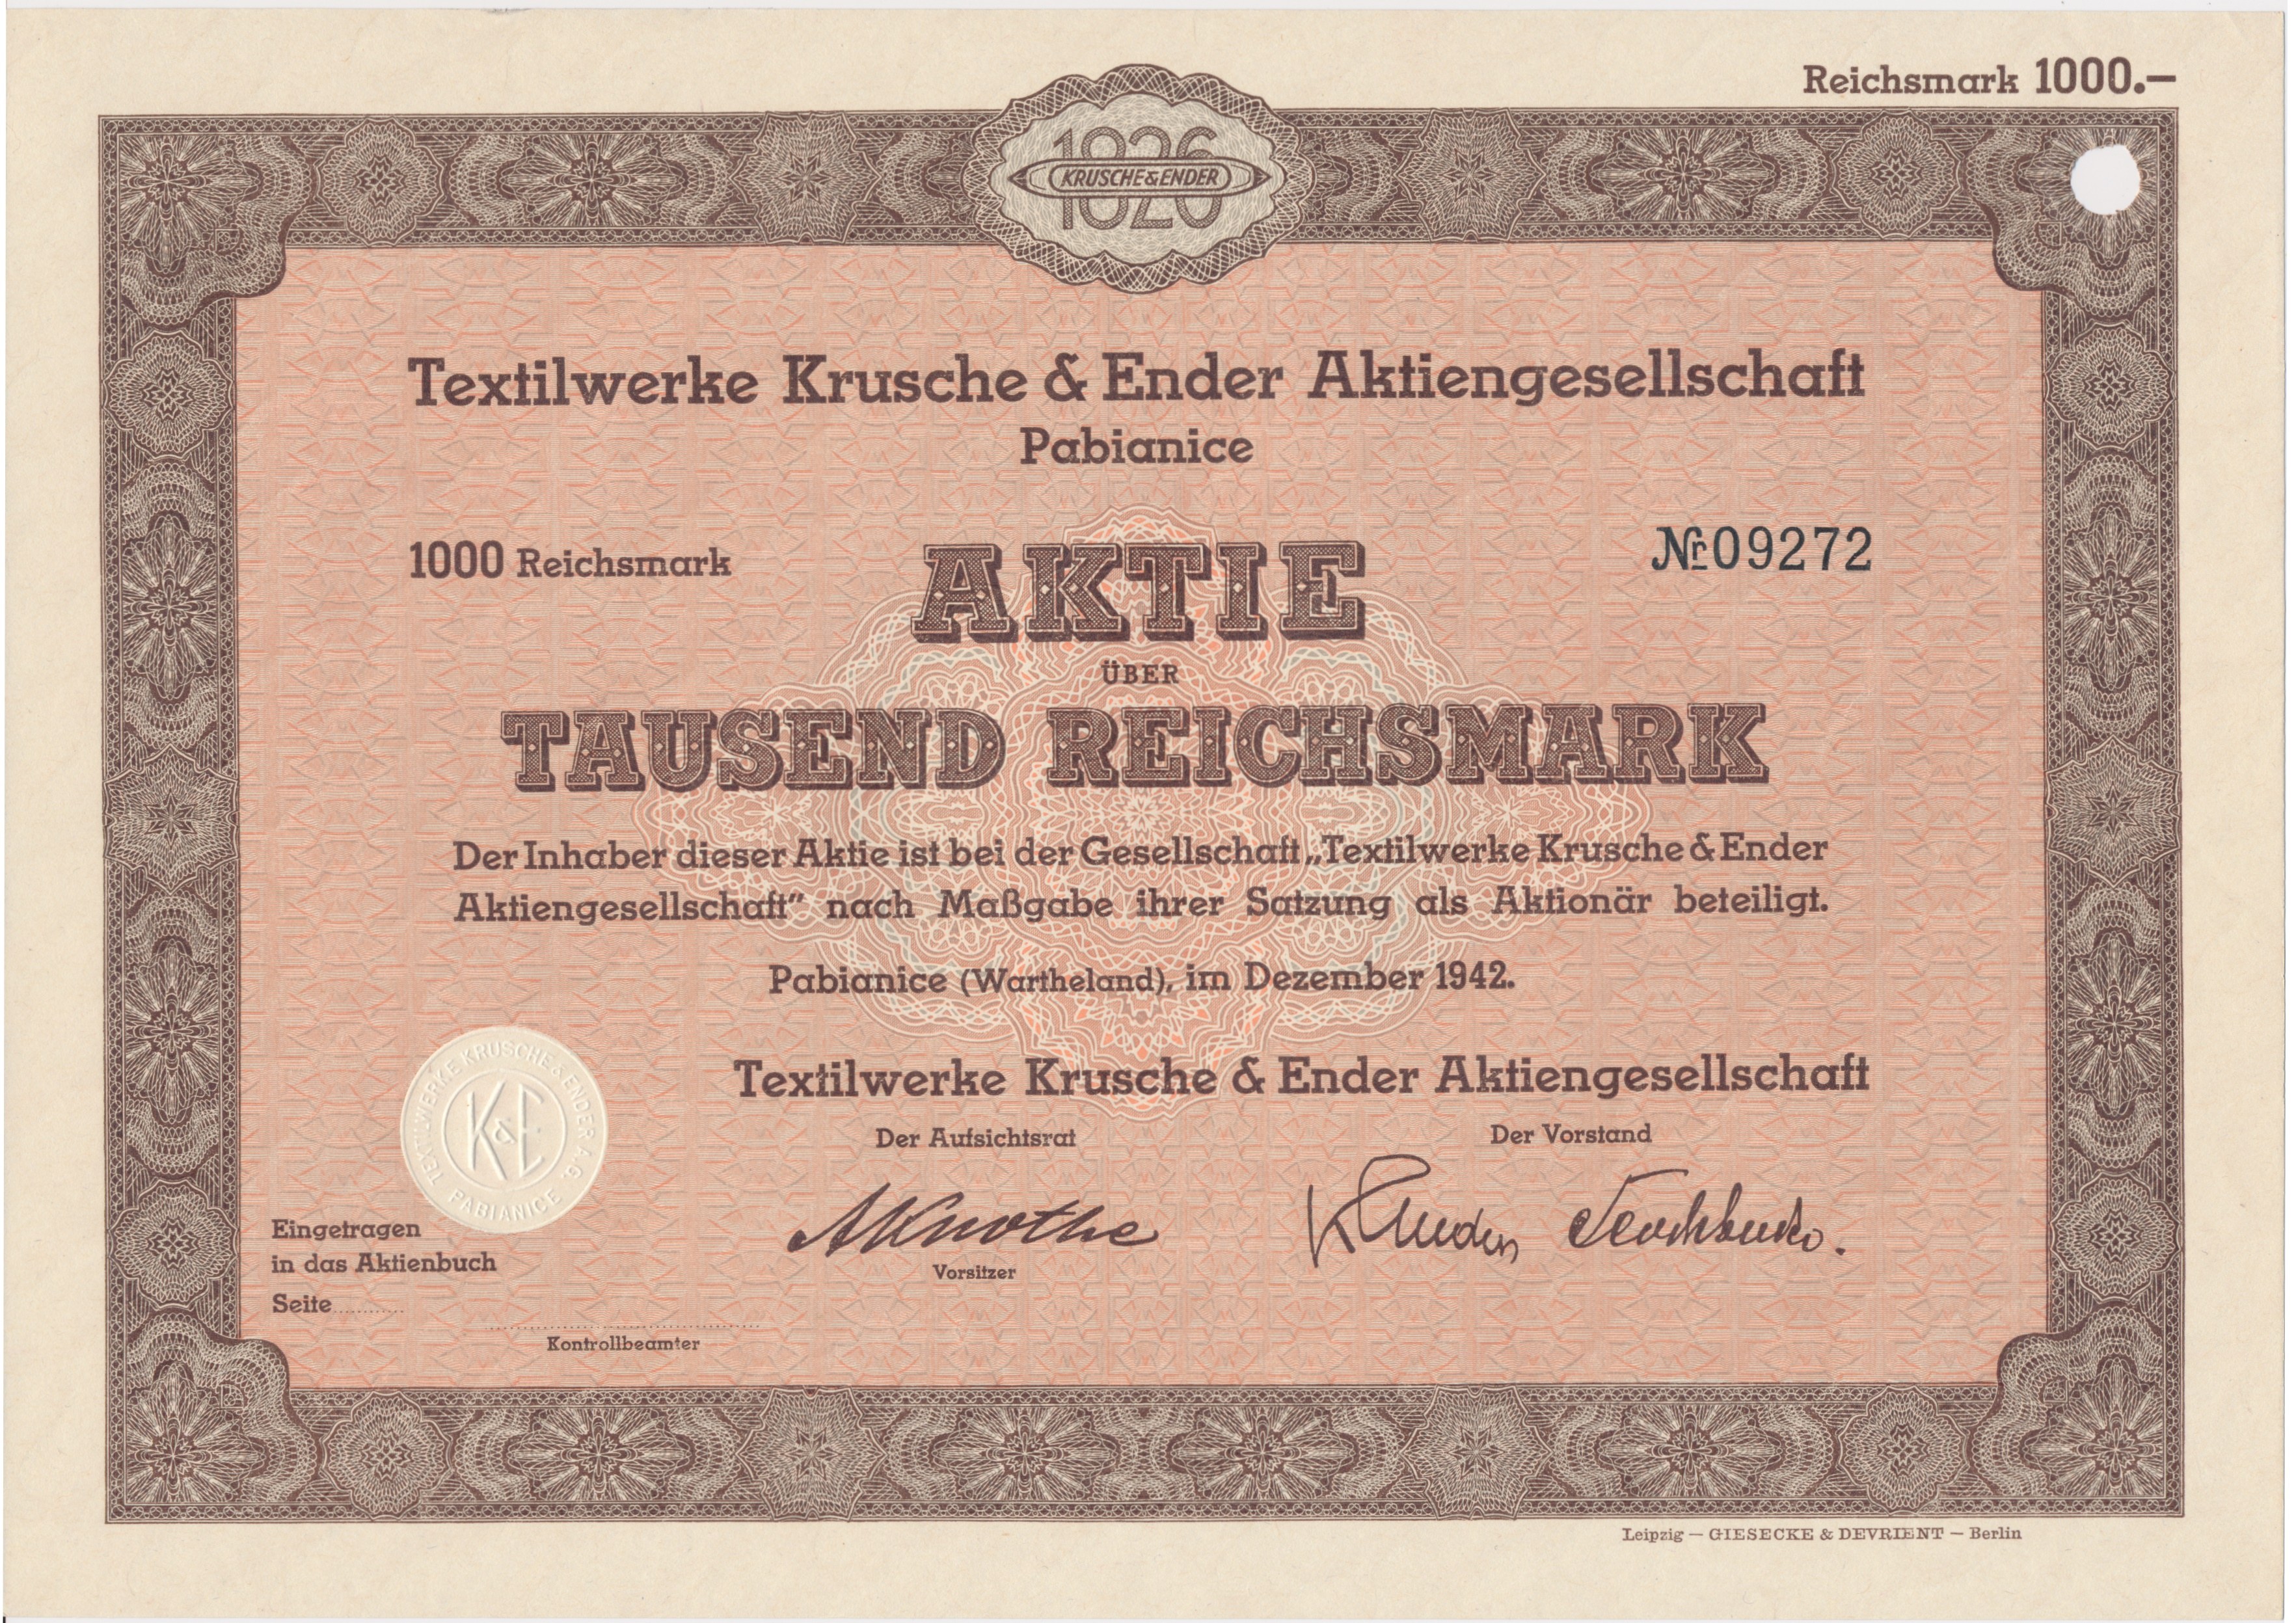 Reichsmark 1000.—
1826
KRUSCHE & ENDER
Textilwerke Krusche & Ender Aktiengesellschaft
Pabianice
1000 Reichsmark
AKTIE
Nr 09272
ÜBER
TAUSEND REICHSMARK
Der Inhaber dieser Aktie ist bei der Gesellschaft „Textilwerke Krusche & Ender
Aktiengesellschaft” nach Maßgabe ihrer Satzung als Aktionär beteiligt.
Pabianice (Wartheland), im Dezember 1942.
Textilwerke Krusche & Ender Aktiengesellschaft
Der Aufsichtsrat
Der Vorstand
AKnothe
Vorsitzer
TEXTILWERKE KRUSCHE & ENDER A.G. PABIANICE
K & E
Eingetragen
in das Aktienbuch
Seite..........
Kontrollbeamter
Leipzig — GIESECKE & DEVRIENT — Berlin